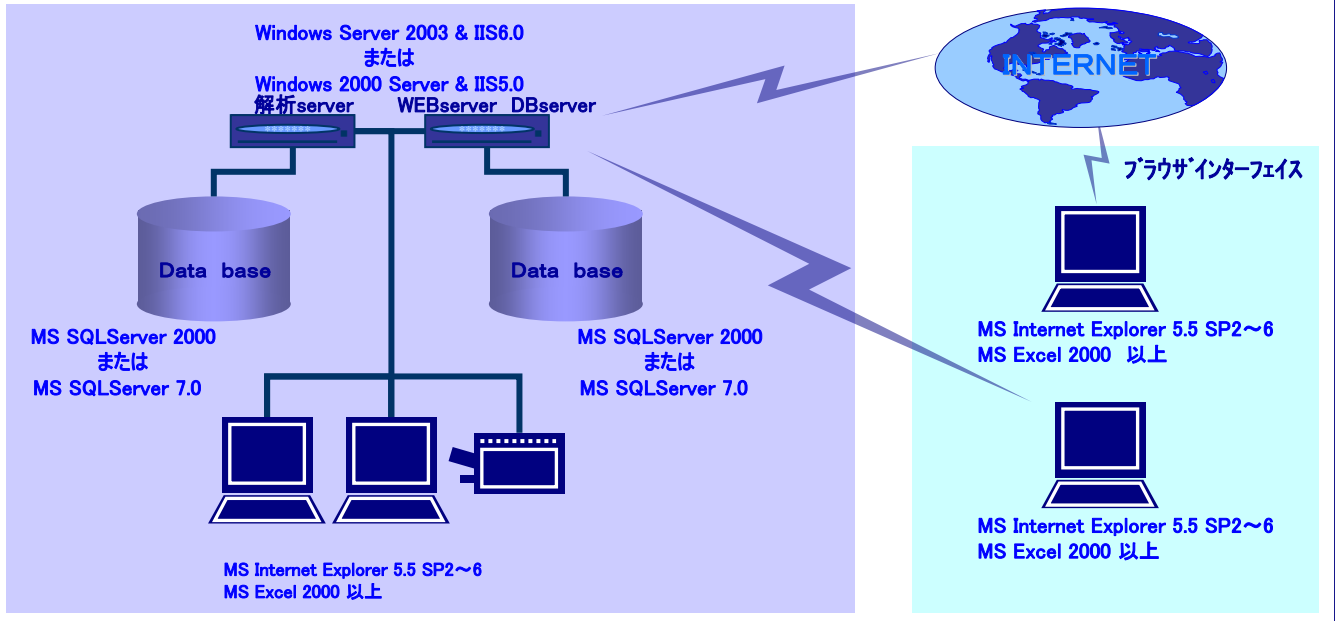 Windows Server 2003 & IIS6.0
または
Windows 2000 Server & IIS5.0
解析server
WEBserver DBserver
INTERNET
ブラウザインターフェイス
Data base
Data base
MS SQLServer 2000
または
MS SQLServer 7.0
MS SQLServer 2000
または
MS SQLServer 7.0
MS Internet Explorer 5.5 SP2～6
MS Excel 2000 以上
MS Internet Explorer 5.5 SP2～6
MS Excel 2000 以上
MS Internet Explorer 5.5 SP2～6
MS Excel 2000 以上